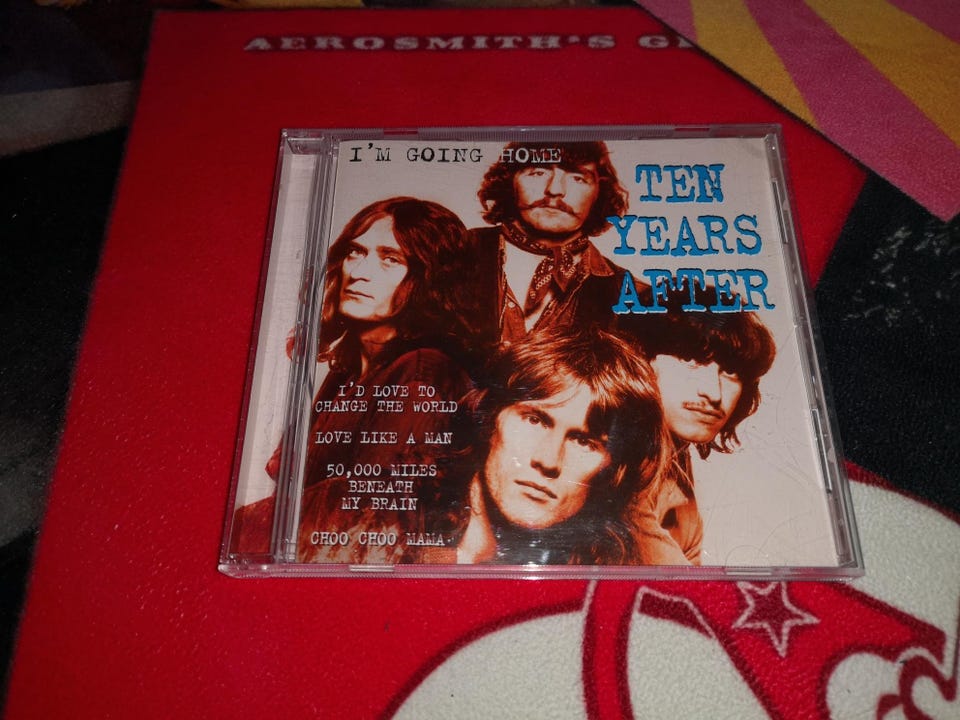 AEROSMITH'S G
I'M GOING HOME
TEN
YEARS
AFTER
I'D LOVE TO
CHANGE THE WORLD
LOVE LIKE A MAN
50,000 MILES
BENEATH
MY BRAIN
CHOO CHOO MAMA